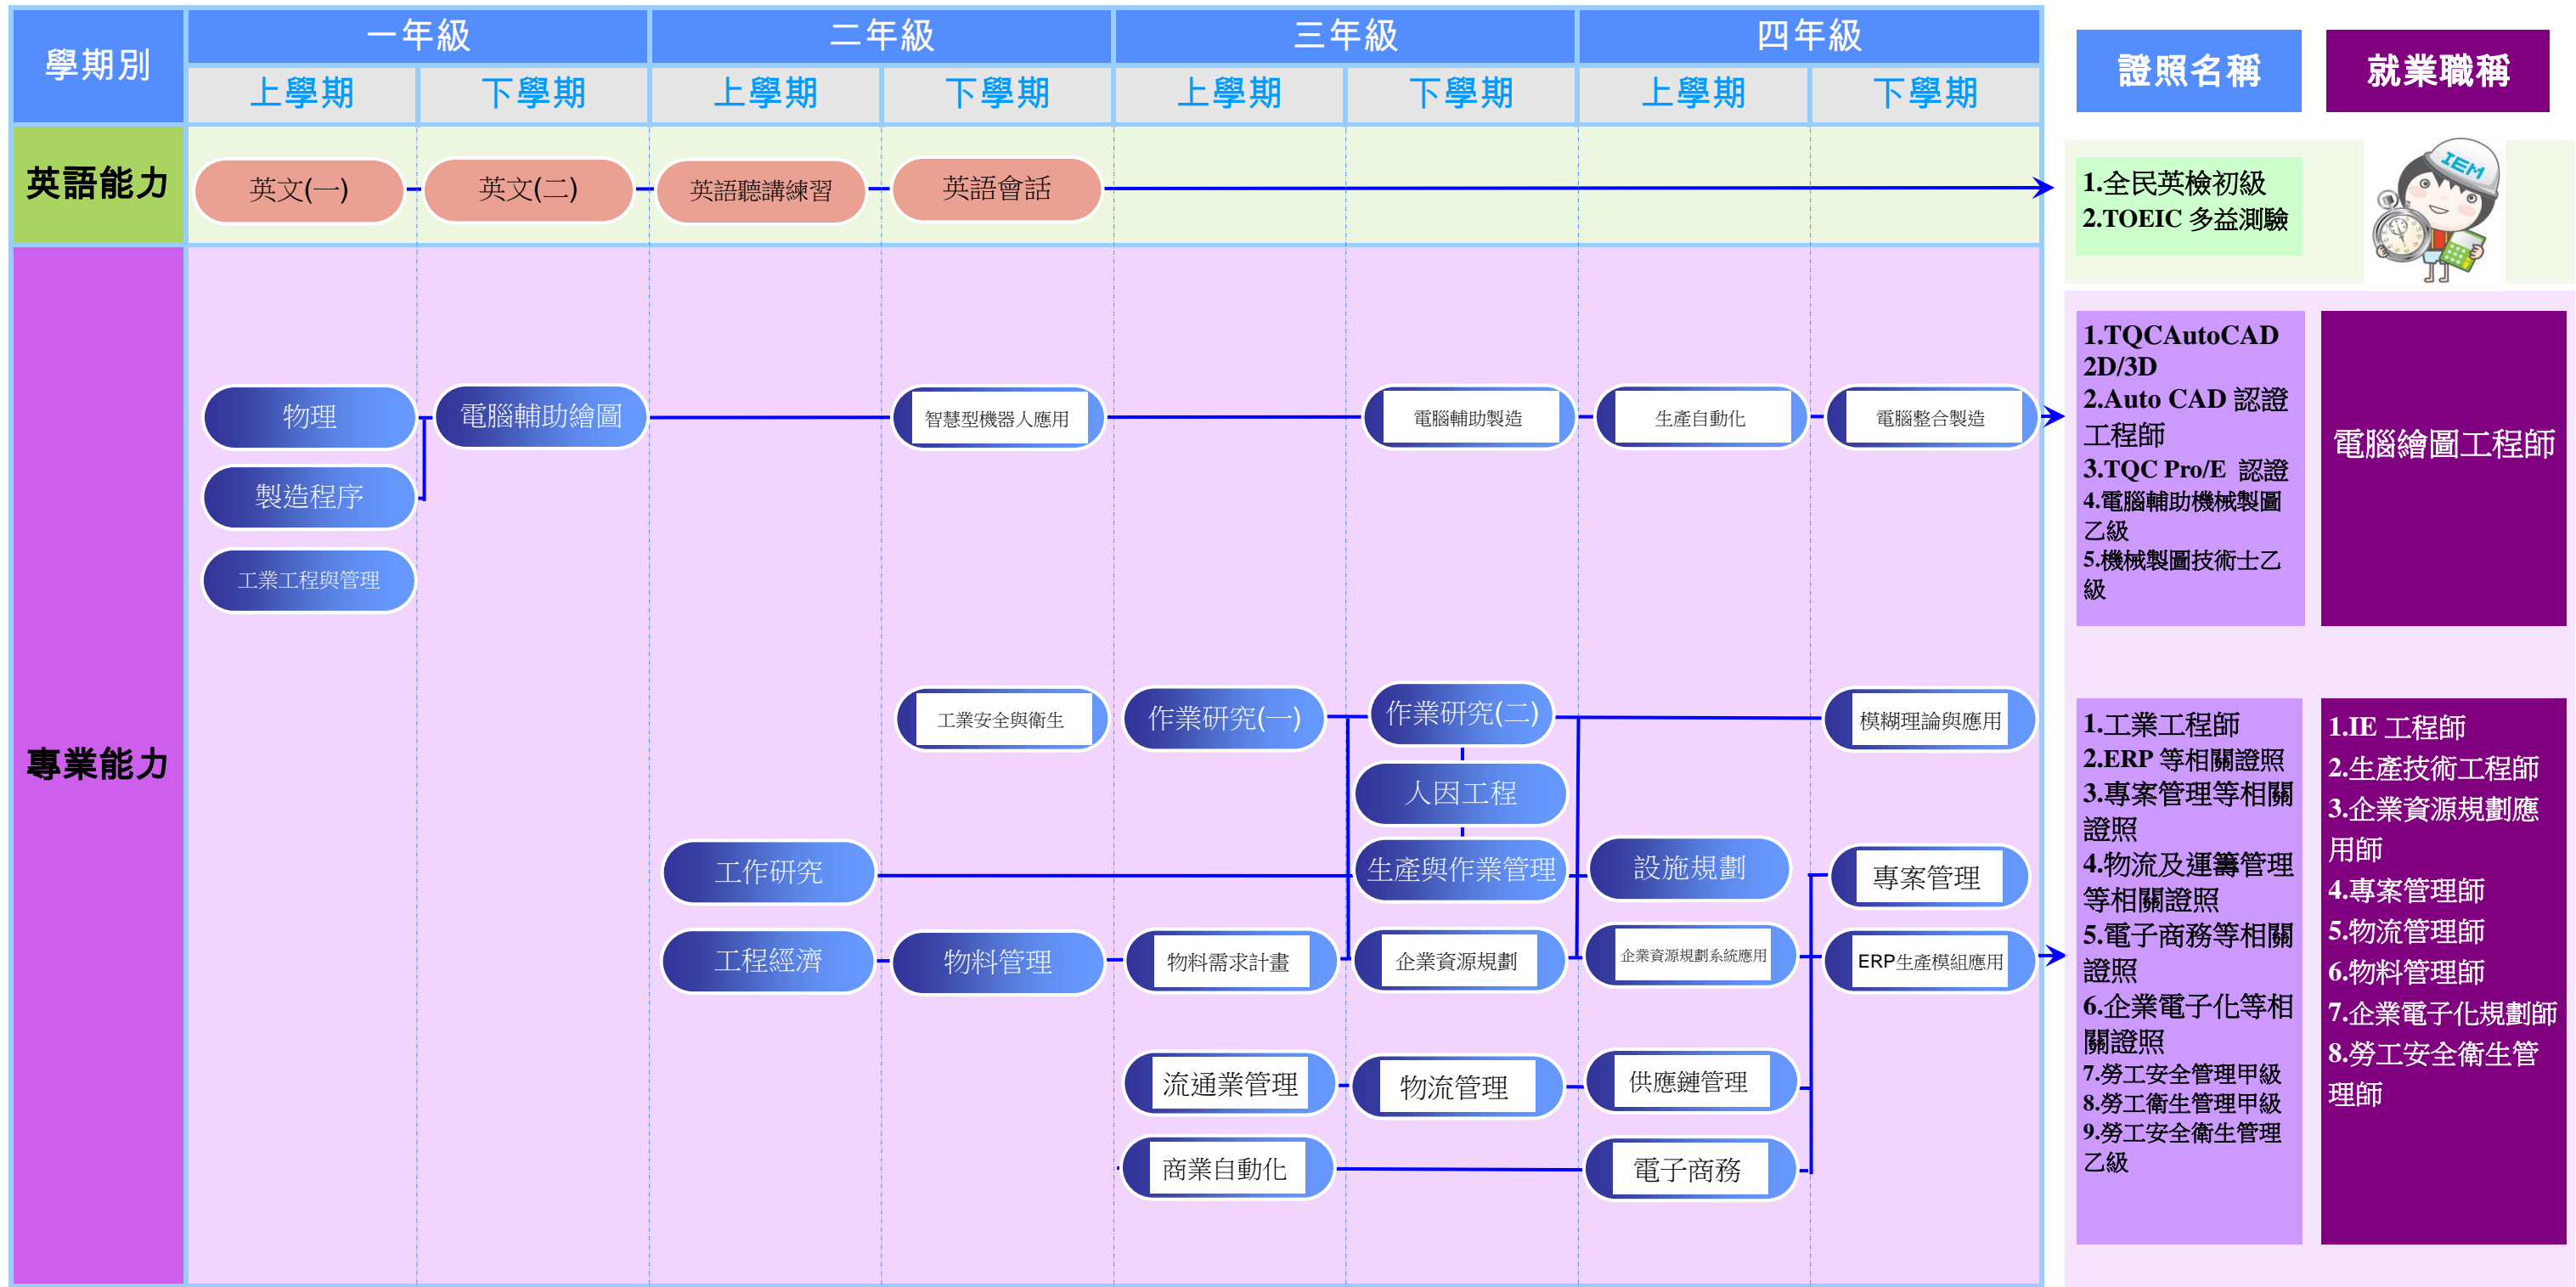 學期別
一年級
二年級
三年級
四年級
證照名稱
就業職稱
上學期
下學期
上學期
下學期
上學期
下學期
上學期
下學期
英語能力
英文(一)
英文(二)
英語聽講練習
英語會話
1.全民英檢初級
2.TOEIC 多益測驗
IEM
專業能力
物理
電腦輔助繪圖
智慧型機器人應用
電腦輔助製造
生產自動化
電腦整合製造
製造程序
工業工程與管理
1.TQCAutoCAD
2D/3D
2.Auto CAD 認證
工程師
3.TQC Pro/E 認證
4.電腦輔助機械製圖
乙級
5.機械製圖技術士乙
級
電腦繪圖工程師
工業安全與衛生
作業研究(一)
作業研究(二)
模糊理論與應用
人因工程
工作研究
生產與作業管理
設施規劃
專案管理
工程經濟
物料管理
物料需求計畫
企業資源規劃
企業資源規劃系統應用
ERP生產模組應用
流通業管理
物流管理
供應鏈管理
商業自動化
電子商務
1.工業工程師
2.ERP 等相關證照
3.專案管理等相關
證照
4.物流及運籌管理
等相關證照
5.電子商務等相關
證照
6.企業電子化等相
關證照
7.勞工安全管理甲級
8.勞工衛生管理甲級
9.勞工安全衛生管理
乙級
1.IE 工程師
2.生產技術工程師
3.企業資源規劃應
用師
4.專案管理師
5.物流管理師
6.物料管理師
7.企業電子化規劃師
8.勞工安全衛生管
理師